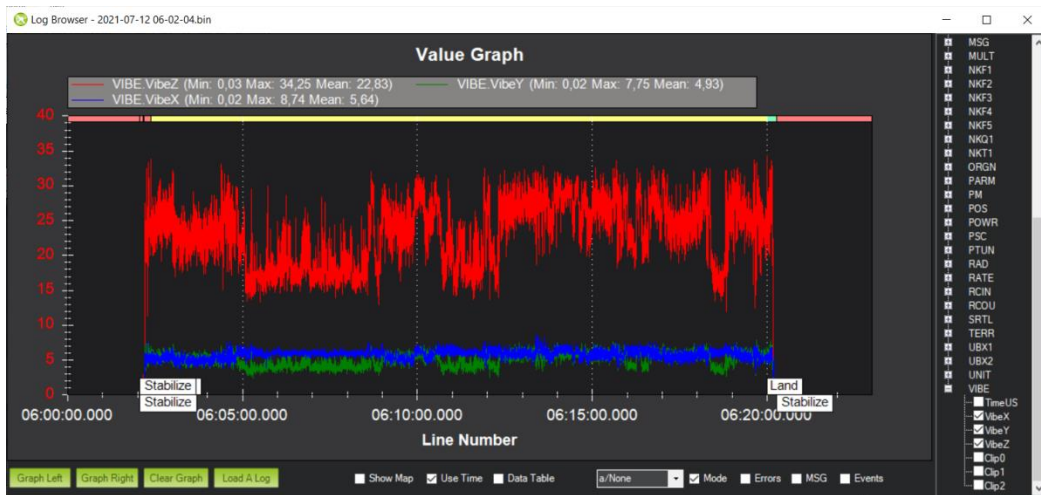 Log Browser - 2021-07-12 06-02-04.bin
Value Graph
VIBE.VibeZ (Min: 0,03 Max: 34,25 Mean: 22,83)
VIBE.VibeY (Min: 0,02 Max: 7,75 Mean: 4,93)
VIBE.VibeX (Min: 0,02 Max: 8,74 Mean: 5,64)
40
35
30
25
20
15
10
5
0
Stabilize
Stabilize
Land
Stabilize
06:00:00.000
06:05:00.000
06:10:00.000
06:15:00.000
06:20:00.000
Line Number
Graph Left
Graph Right
Clear Graph
Load A Log
Show Map
Use Time
Data Table
a/None
Mode
Errors
MSG
Events
MSG
MULT
NKF1
NKF2
NKF3
NKF4
NKF5
NKQ1
NKT1
ORGN
PARM
PM
POS
POWR
PSC
PTUN
RAD
RATE
RCIN
RCOU
SRTL
TERR
UBX1
UBX2
UNIT
VIBE
TimeUS
VibeX
VibeY
VibeZ
Clip0
Clip1
Clip2